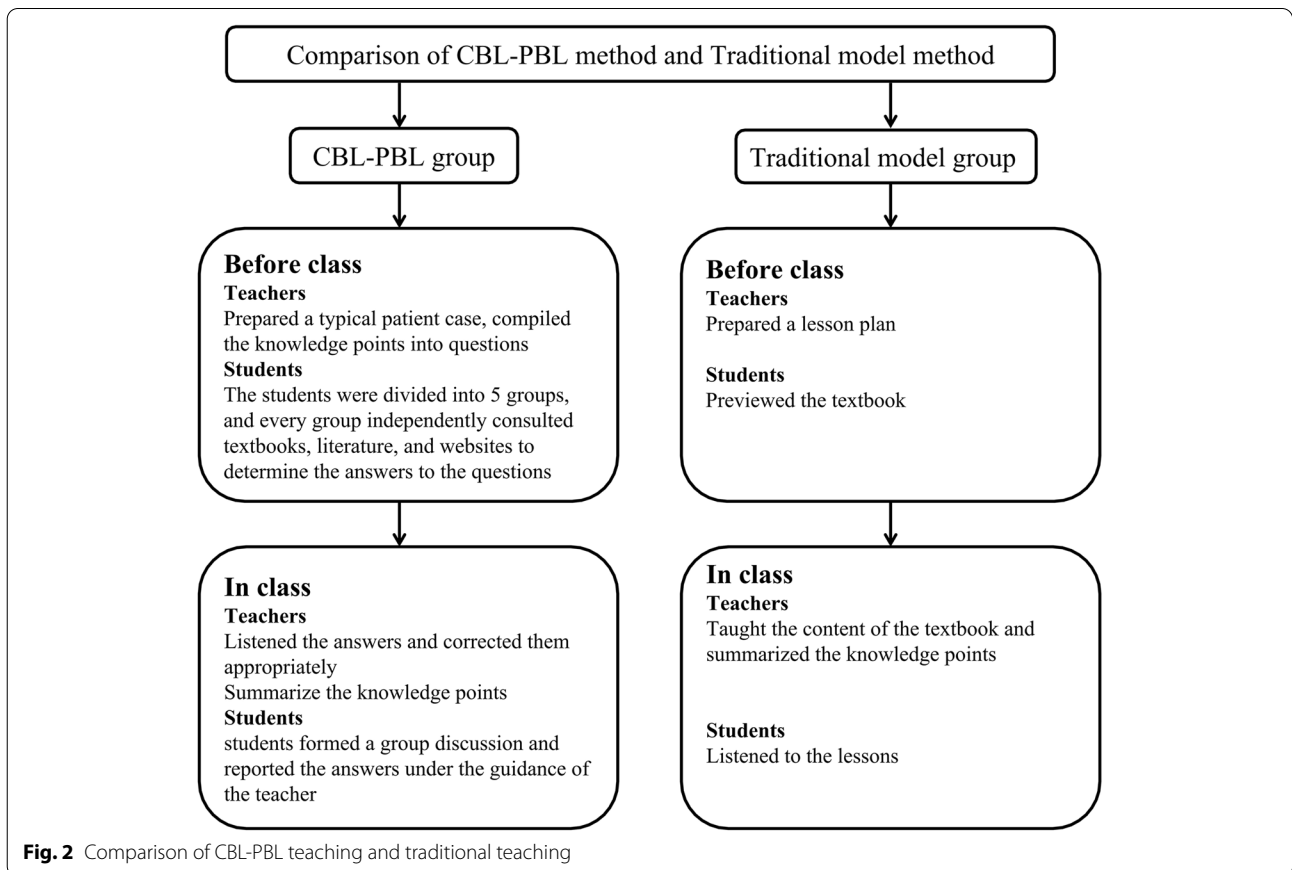 Comparison of CBL-PBL method and Traditional model method
CBL-PBL group
Traditional model group
Before class
Teachers
Prepared a typical patient case, compiled
the knowledge points into questions
Students
The students were divided into 5 groups,
and every group independently consulted
textbooks, literature, and websites to
determine the answers to the questions
Before class
Teachers
Prepared a lesson plan
Students
Previewed the textbook
In class
Teachers
Listened the answers and corrected them
appropriately
Summarize the knowledge points
Students
students formed a group discussion and
reported the answers under the guidance of
the teacher
In class
Teachers
Taught the content of the textbook and
summarized the knowledge points
Students
Listened to the lessons
Fig. 2 Comparison of CBL-PBL teaching and traditional teaching